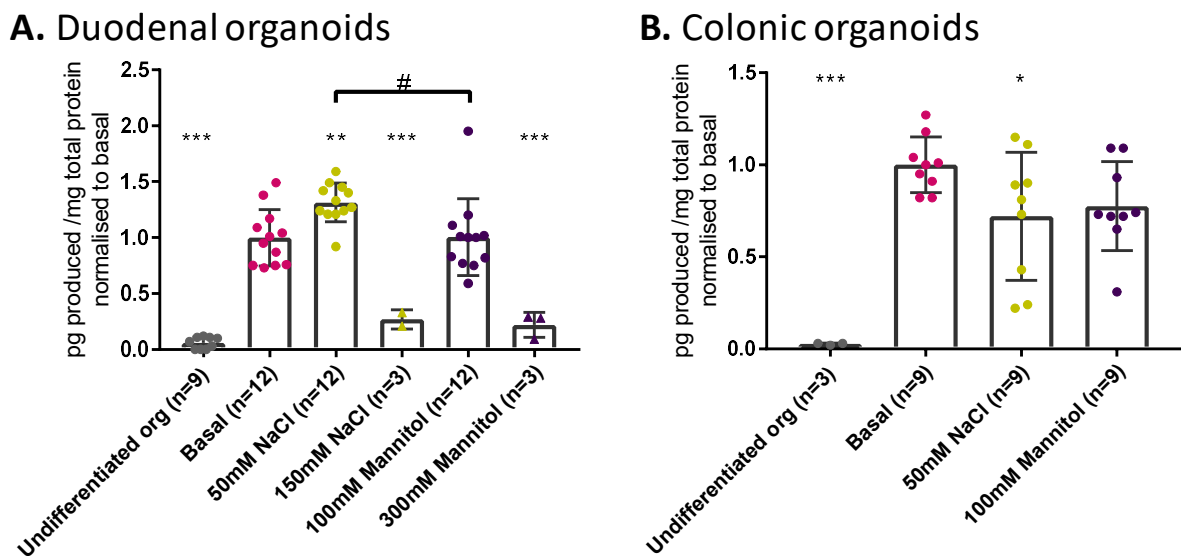 A. Duodenal organoids
pg produced /mg total protein
normalised to basal
2.5
2.0
1.5
1.0
0.5
0.0
#
***
**
***
***
Undifferentiated org (n=9)
Basal (n=12)
50mM NaCl (n=12)
150mM NaCl (n=3)
100mM Mannitol (n=12)
300mM Mannitol (n=3)
B. Colonic organoids
pg produced /mg total protein
normalised to basal
1.5
1.0
0.5
0.0
***
*
Undifferentiated org (n=3)
Basal (n=9)
50mM NaCl (n=9)
100mM Mannitol (n=9)